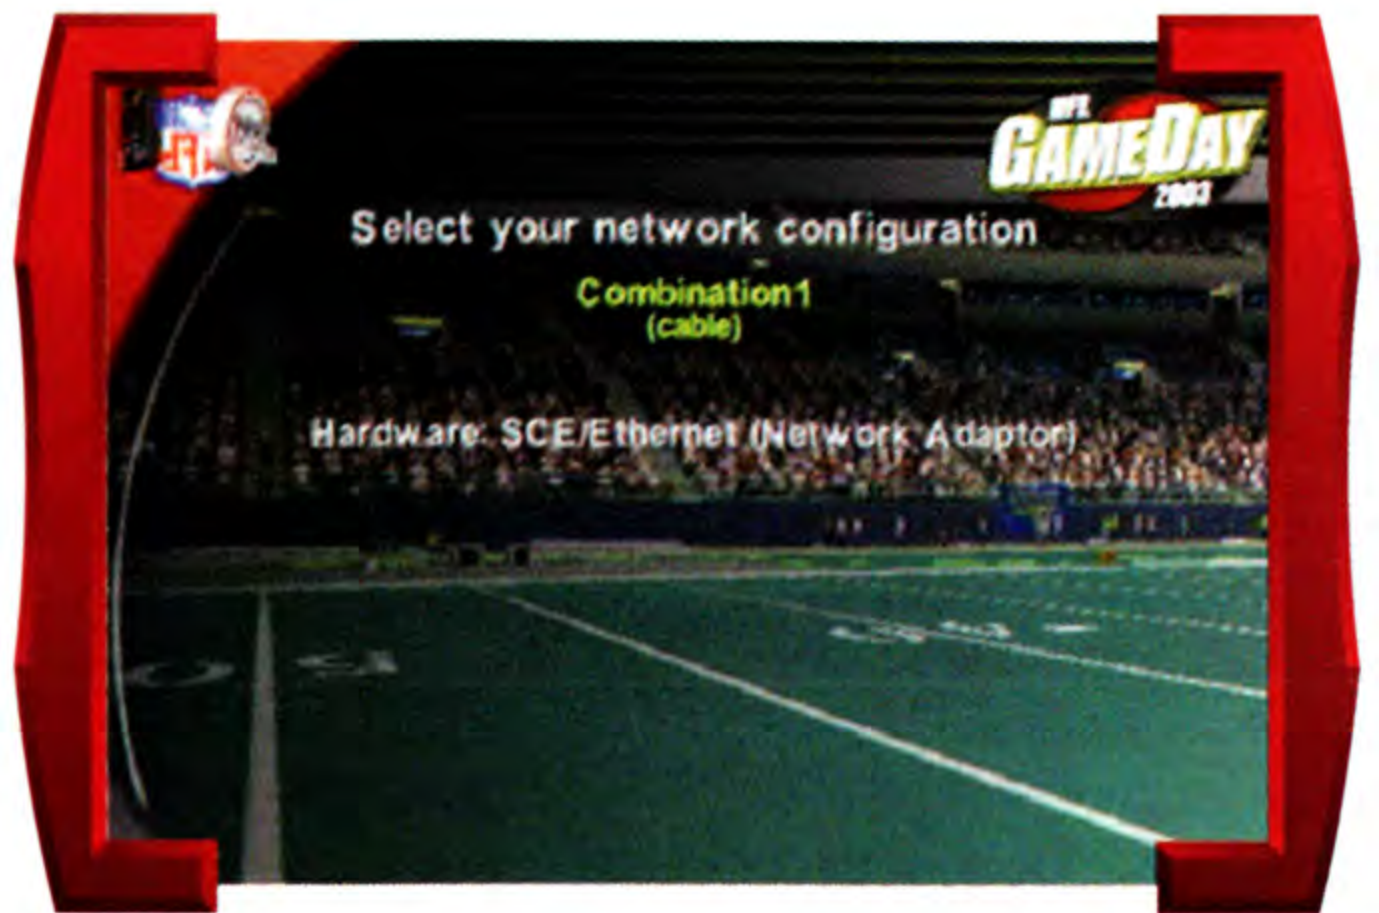 NFL
GAMEDAY
2003
Select your network configuration
Combination1
(cable)
Hardware: SCE/Ethernet (Network Adaptor)